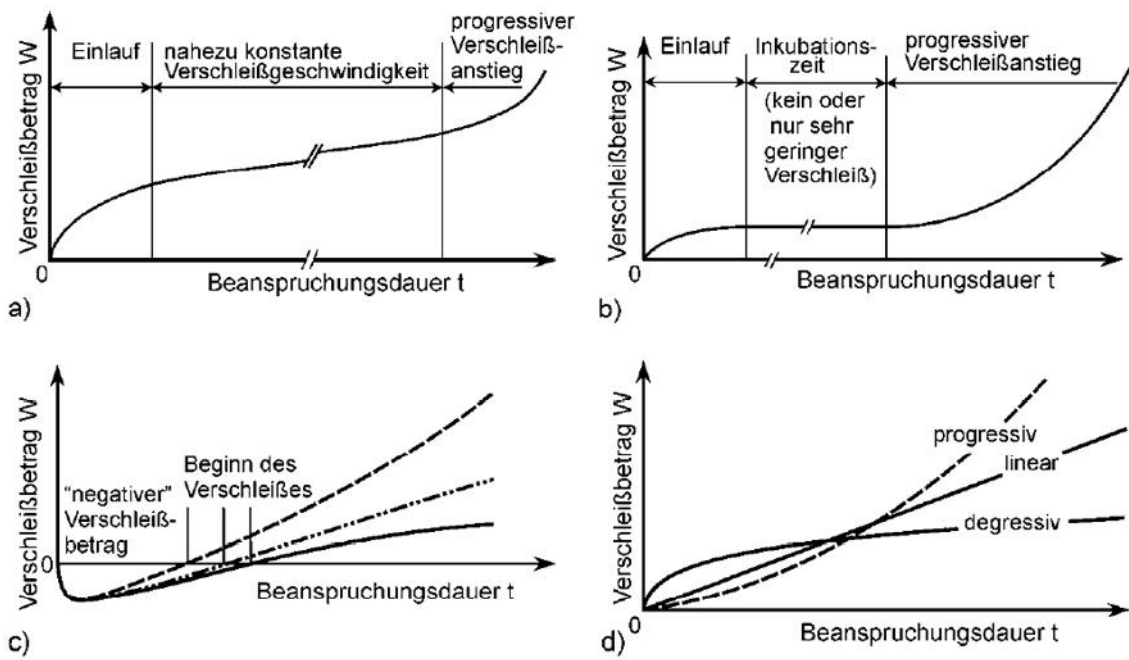 Verschleißbetrag W
Einlauf
nahezu konstante
Verschleißgeschwindigkeit
progressiver
Verschleiß-
anstieg
0
Beanspruchungsdauer t
a)
Verschleißbetrag W
Einlauf
Inkubations-
zeit
(kein oder
nur sehr
geringer
Verschleiß)
progressiver
Verschleißanstieg
0
Beanspruchungsdauer t
b)
Verschleißbetrag W
"negativer"
Verschleiß-
betrag
Beginn des
Verschleißes
0
Beanspruchungsdauer t
c)
Verschleißbetrag W
progressiv
linear
degressiv
0
Beanspruchungsdauer t
d)